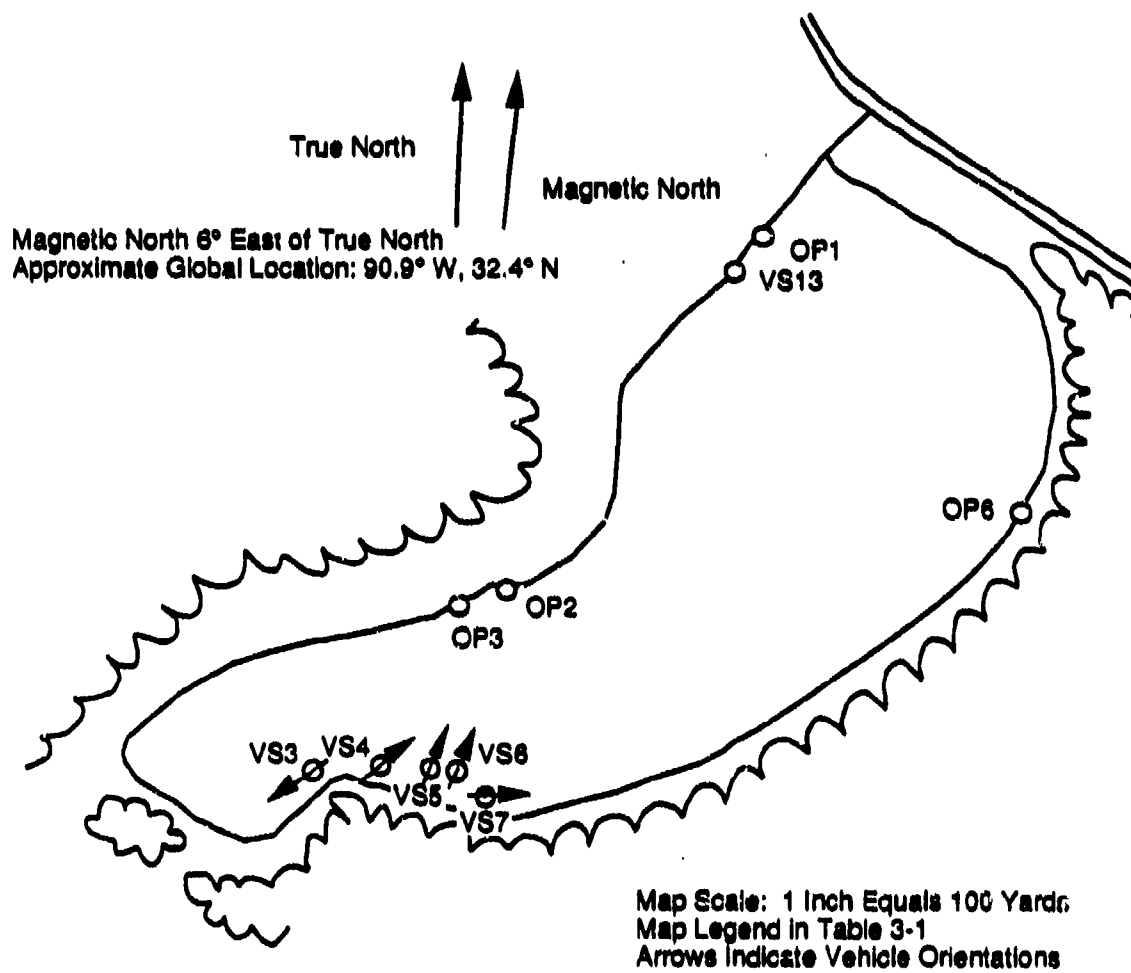 True North
Magnetic North
Magnetic North 6° East of True North
Approximate Global Location: 90.9° W, 32.4° N
OP1
VS13
OP6
OP2
OP3
VS3
VS4
VS6
VS5
VS7
Map Scale: 1 Inch Equals 100 Yards
Map Legend in Table 3-1
Arrows Indicate Vehicle Orientations